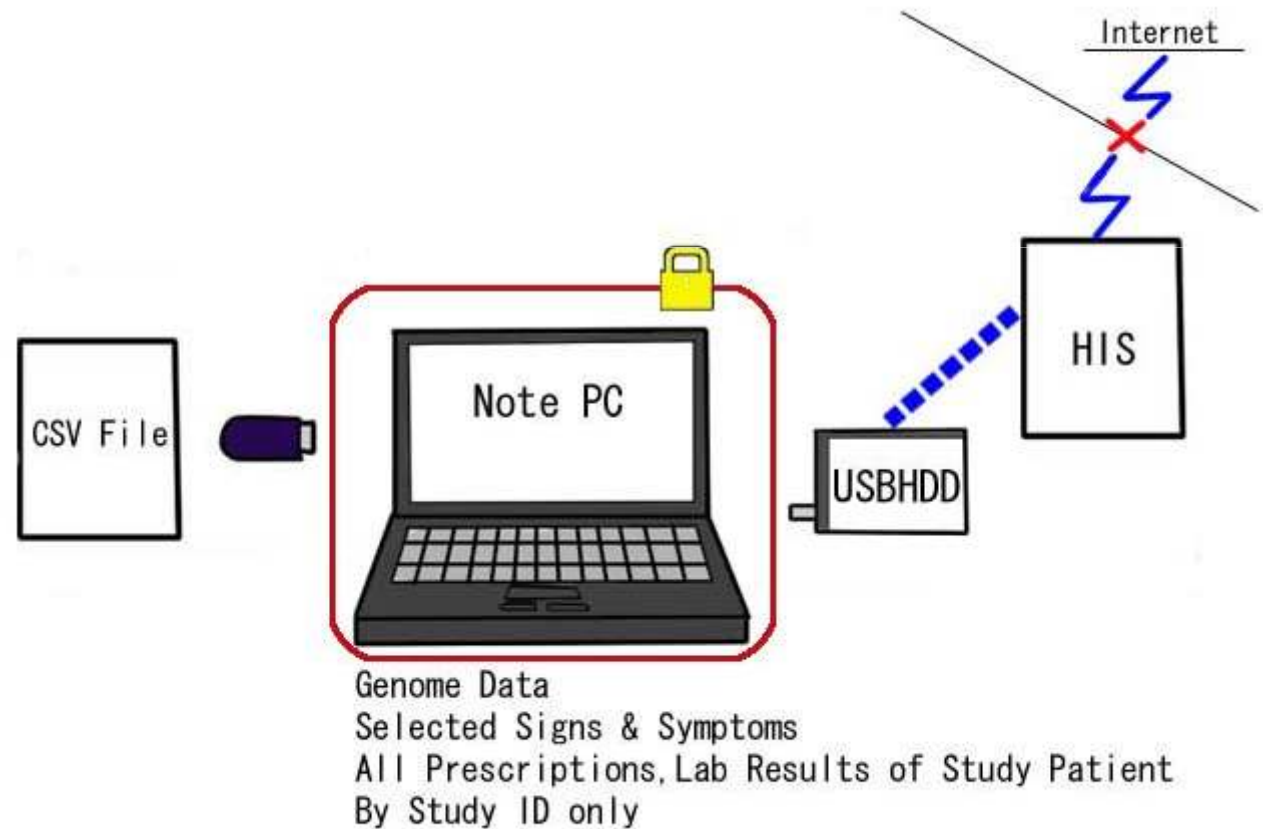 Internet
HIS
Note PC
CSV File
USBHDD
Genome Data
Selected Signs & Symptoms
All Prescriptions,Lab Results of Study Patient
By Study ID only